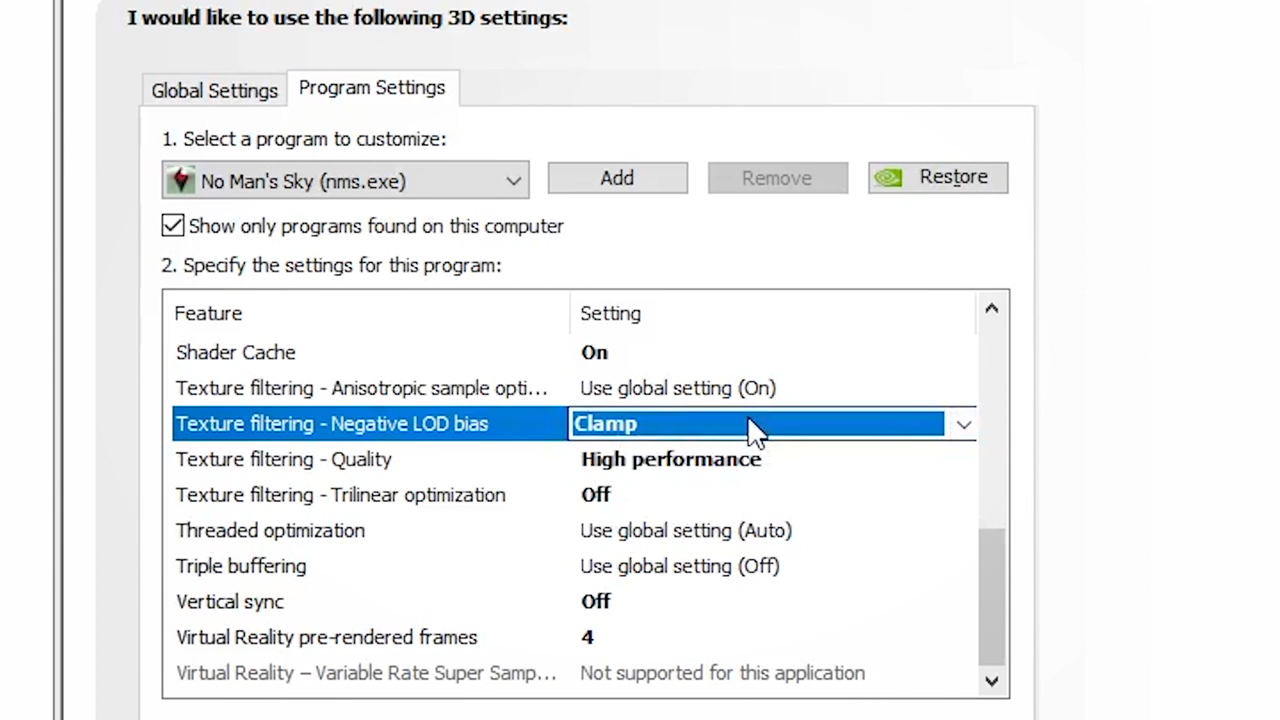 I would like to use the following 3D settings:
Global Settings
Program Settings
1. Select a program to customize:
No Man's Sky (nms.exe)
Add
Remove
Restore
Show only programs found on this computer
2. Specify the settings for this program:
Feature Setting
Shader Cache On
Texture filtering - Anisotropic sample opti... Use global setting (On)
Texture filtering - Negative LOD bias Clamp
Texture filtering - Quality High performance
Texture filtering - Trilinear optimization Off
Threaded optimization Use global setting (Auto)
Triple buffering Use global setting (Off)
Vertical sync Off
Virtual Reality pre-rendered frames 4
Virtual Reality – Variable Rate Super Samp... Not supported for this application